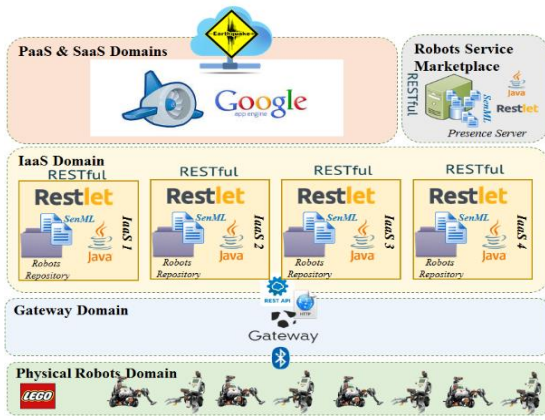 Earthquake
PaaS & SaaS Domains
Google
app engine
Robots Service
Marketplace
RESTful
SenML
Java
Restlet
Presence Server
IaaS Domain
RESTful
Restlet
SenML
Java
IaaS 1
Robots
Repository
RESTful
Restlet
SenML
Java
IaaS 2
Robots
Repository
RESTful
Restlet
SenML
Java
IaaS 3
Robots
Repository
RESTful
Restlet
SenML
Java
IaaS 4
Robots
Repository
REST API
HTTP
Gateway Domain
Gateway
Physical Robots Domain
LEGO